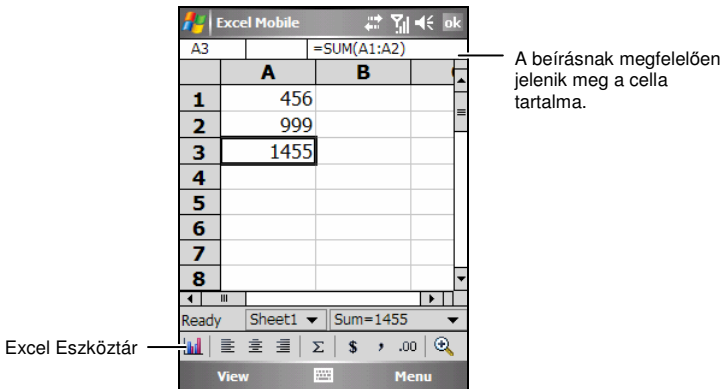 Excel Mobile ok
A3 =SUM(A1:A2)
A beírásnak megfelelően
jelenik meg a cella
tartalma.
A B
1 456
2 999
3 1455
4
5
6
7
8
Ready Sheet1 Sum=1455
Excel Eszköztár
Σ $ , .00
View Menu